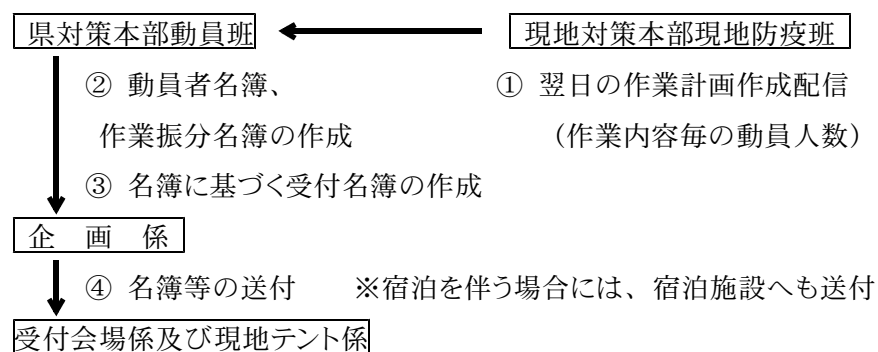 県対策本部動員班 現地対策本部現地防疫班
② 動員者名簿、 ① 翌日の作業計画作成配信
作業振分名簿の作成 （作業内容毎の動員人数）
③ 名簿に基づく受付名簿の作成
企 画 係
④ 名簿等の送付 ※宿泊を伴う場合には、宿泊施設へも送付
受付会場係及び現地テント係